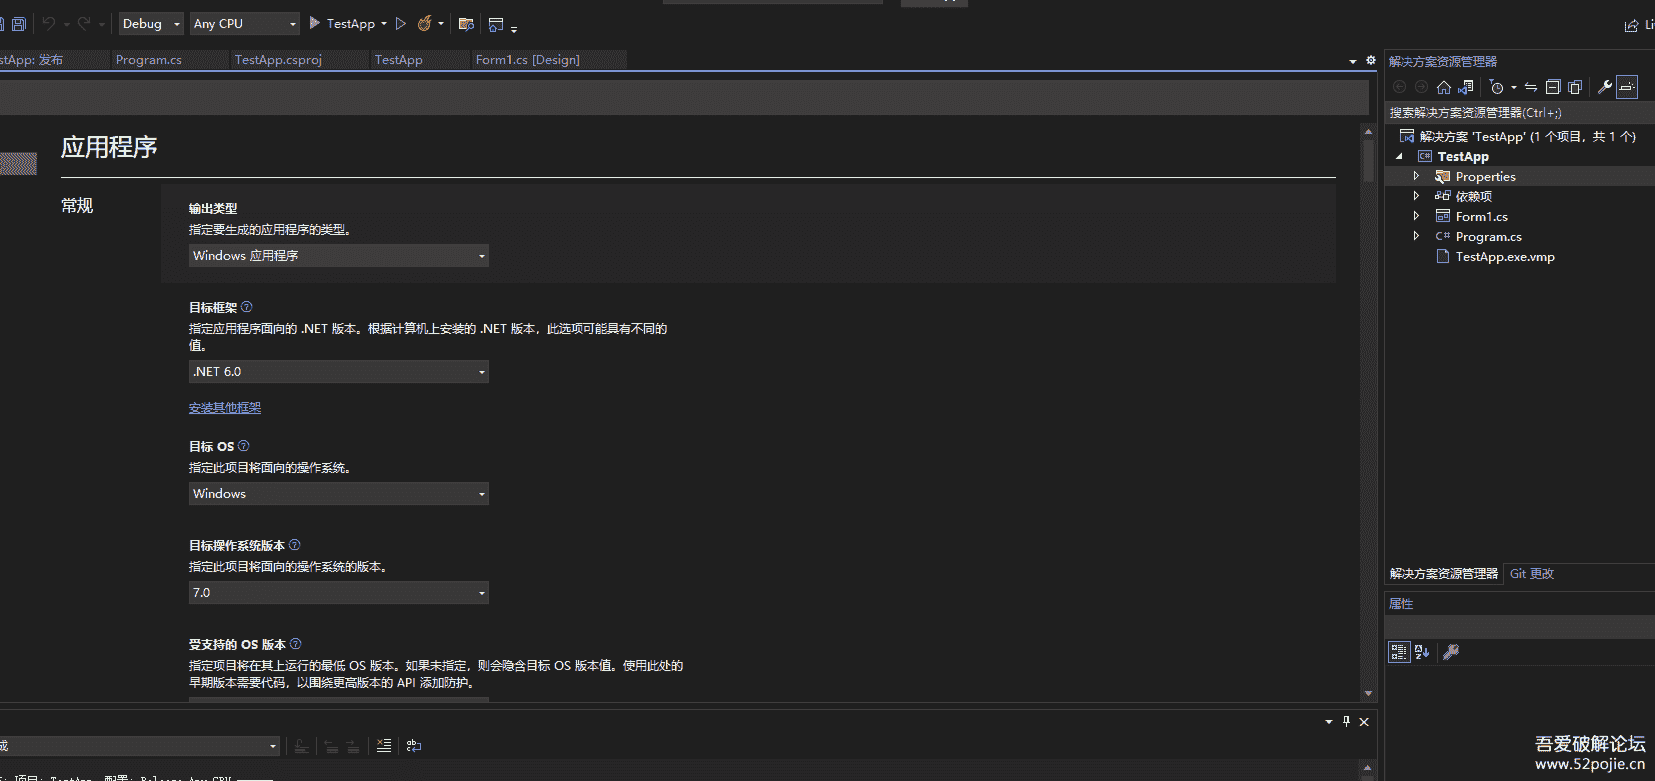 Debug
Any CPU
TestApp
Program.cs
TestApp.csproj
TestApp
Form1.cs [Design]
发布
解决方案资源管理器
搜索解决方案资源管理器(Ctrl+;)
解决方案 'TestApp' (1 个项目，共 1 个)
TestApp
Properties
依赖项
Form1.cs
Program.cs
TestApp.exe.vmp
应用程序
常规
输出类型
指定要生成的应用程序的类型。
Windows 应用程序
目标框架
指定应用程序面向的 .NET 版本。根据计算机上安装的 .NET 版本，此选项可能具有不同的
值。
.NET 6.0
安装其他框架
目标 OS
指定此项目将面向的操作系统。
Windows
目标操作系统版本
指定此项目将面向的操作系统的版本。
7.0
受支持的 OS 版本
指定项目将在其上运行的最低 OS 版本。如果未指定，则会隐含目标 OS 版本值。使用此处的
早期版本需要代码，以围绕更高版本的 API 添加防护。
解决方案资源管理器
Git 更改
属性
吾爱破解论坛
www.52pojie.cn